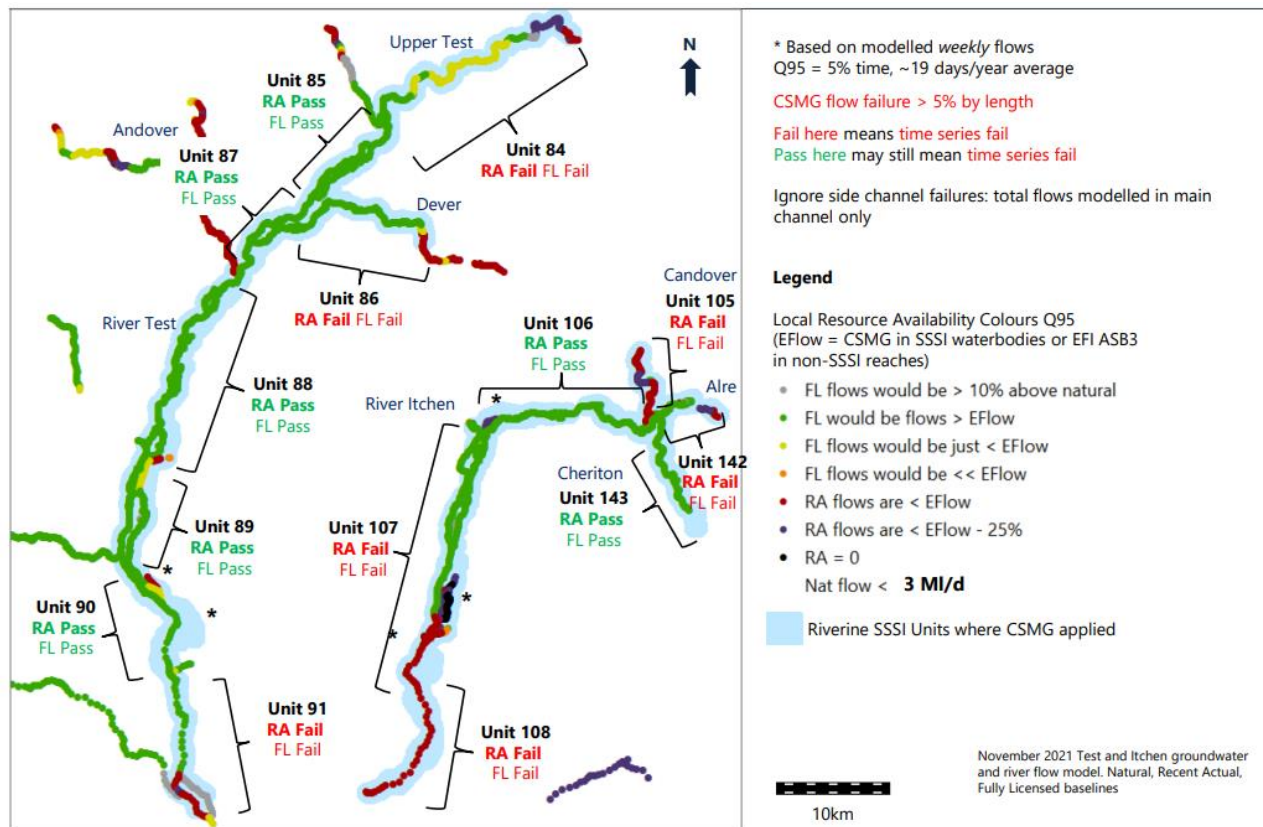 Upper Test
N
Unit 85
RA Pass
FL Pass
Andover
Unit 87
RA Pass
FL Pass
Unit 84
RA Fail FL Fail
Dever
Unit 86
RA Fail FL Fail
River Test
Candover
Unit 105
RA Fail
FL Fail
Unit 106
RA Pass
FL Pass
Alre
Unit 88
RA Pass
FL Pass
River Itchen
*
Unit 142
RA Fail
FL Fail
Cheriton
Unit 143
RA Pass
FL Pass
Unit 89
RA Pass
FL Pass
Unit 107
RA Fail
FL Fail
*
*
*
*
Unit 90
RA Pass
FL Pass
Unit 91
RA Fail
FL Fail
Unit 108
RA Fail
FL Fail
* Based on modelled weekly flows
Q95 = 5% time, ~19 days/year average
CSMG flow failure > 5% by length
Fail here means time series fail
Pass here may still mean time series fail
Ignore side channel failures: total flows modelled in main
channel only
Legend
Local Resource Availability Colours Q95
(EFlow = CSMG in SSSI waterbodies or EFI ASB3
in non-SSSI reaches)
FL flows would be > 10% above natural
FL would be flows > EFlow
FL flows would be just < EFlow
FL flows would be << EFlow
RA flows are < EFlow
RA flows are < EFlow - 25%
RA = 0
Nat flow < 3 Ml/d
Riverine SSSI Units where CSMG applied
10km
November 2021 Test and Itchen groundwater
and river flow model. Natural, Recent Actual,
Fully Licensed baselines